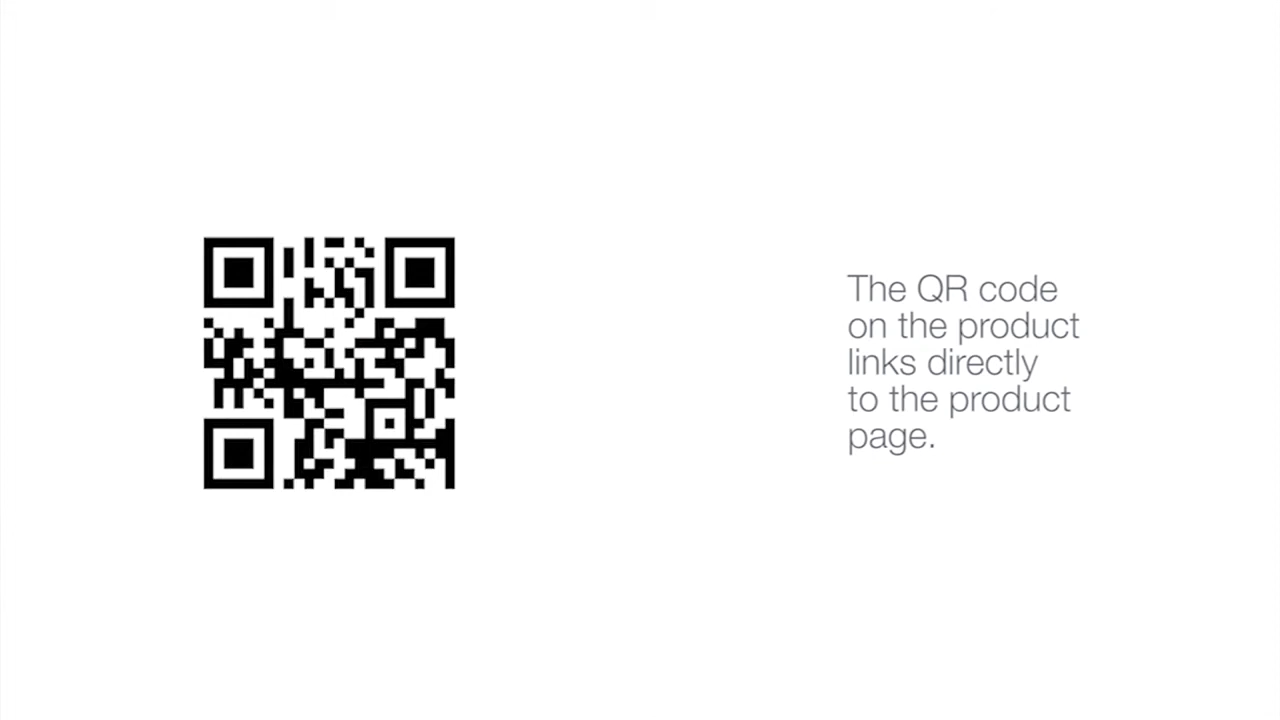 The QR code
on the product
links directly
to the product
page.